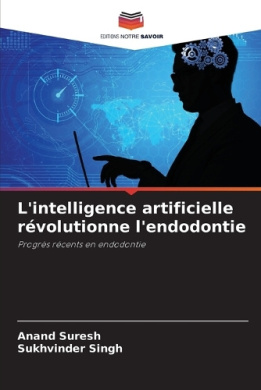 EDITIONS NOTRE SAVOIR
L'intelligence artificielle
révolutionne l'endodontie
Progrès récents en endodontie
Anand Suresh
Sukhvinder Singh